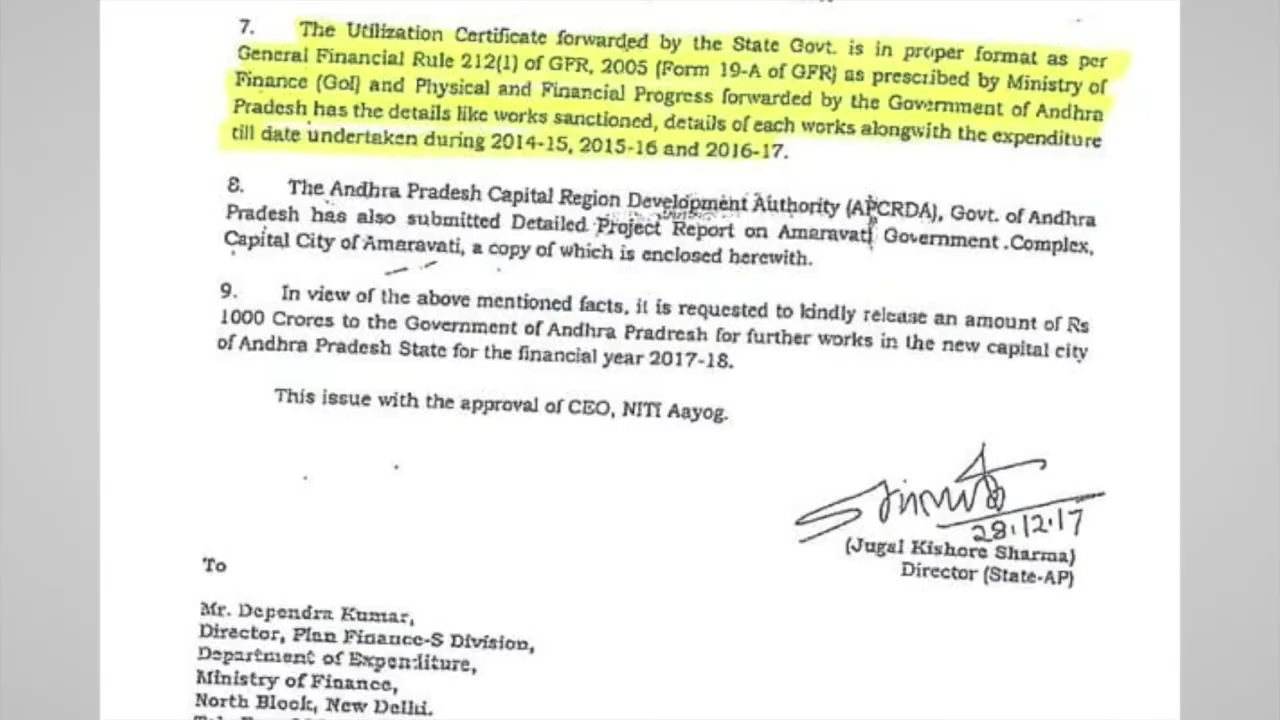 7. The Utilization Certificate forwarded by the State Govt. is in proper format as per
General Financial Rule 212(1) of GFR, 2005 (Form 19-A of GFR) as prescribed by Ministry of
Finance (GoI) and Physical and Financial Progress forwarded by the Government of Andhra
Pradesh has the details like works sanctioned, details of each works alongwith the expenditure
till date undertaken during 2014-15, 2015-16 and 2016-17.
8. The Andhra Pradesh Capital Region Development Authority (APCRDA), Govt. of Andhra
Pradesh has also submitted Detailed Project Report on Amaravati Government Complex,
Capital City of Amaravati, a copy of which is enclosed herewith.
9. In view of the above mentioned facts, it is requested to kindly release an amount of Rs
1000 Crores to the Government of Andhra Pradresh for further works in the new capital city
of Andhra Pradesh State for the financial year 2017-18.
This issue with the approval of CEO, NITI Aayog.
28.12.17
(Jugal Kishore Sharma)
Director (State-AP)
To
Mr. Dependra Kumar,
Director, Plan Finance-S Division,
Department of Expenditure,
Ministry of Finance,
North Block, New Delhi.